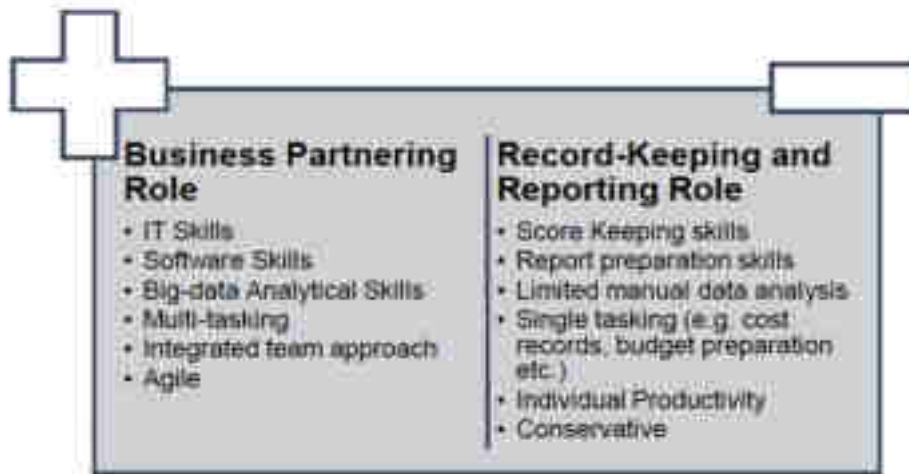 Business Partnering
Role
• IT Skills
• Software Skills
• Big-data Analytical Skills
• Multi-tasking
• Integrated team approach
• Agile
Record-Keeping and
Reporting Role
• Score Keeping skills
• Report preparation skills
• Limited manual data analysis
• Single tasking (e.g. cost
records, budget preparation
etc.)
• Individual Productivity
• Conservative